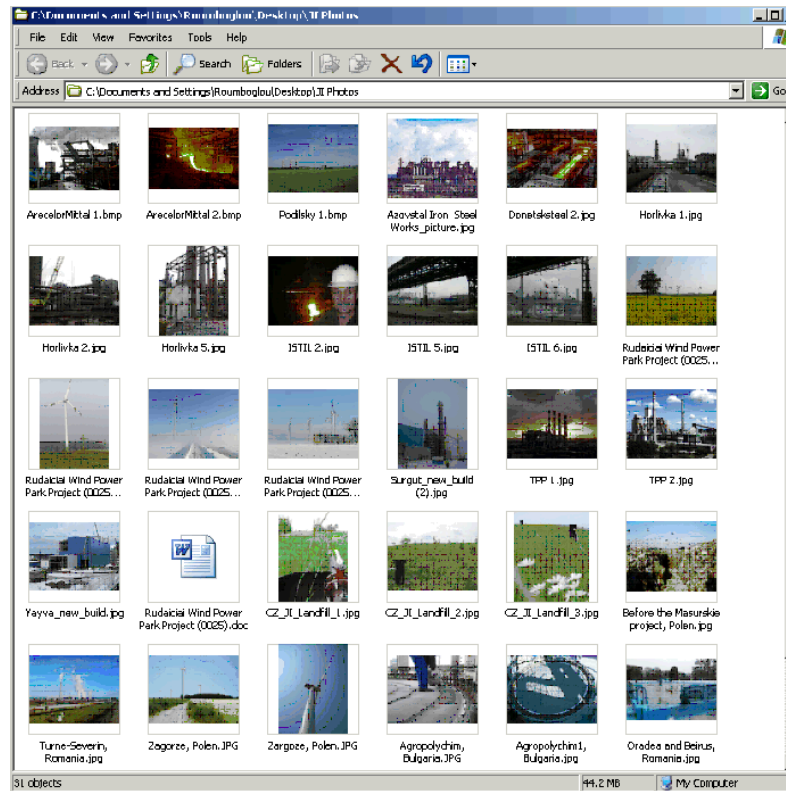 C:\Documents and Settings\Roumboglou\Desktop\JI Photos
File Edit View Favorites Tools Help
Back Search Folders
Address C:\Documents and Settings\Roumboglou\Desktop\JI Photos Go
ArecelorMittal 1.bmp ArecelorMittal 2.bmp Podilsky 1.bmp Azovstal Iron Steel Donetsksteel 2.jpg Horlivka 1.jpg
Works_picture.jpg
Horlivka 2.jpg Horlivka 5.jpg ISTIL 2.jpg ISTIL 5.jpg ISTIL 6.jpg Rudaiciai Wind Power
Park Project (0025...
Rudaiciai Wind Power Rudaiciai Wind Power Rudaiciai Wind Power Surgut_new_build TPP 1.jpg TPP 2.jpg
Park Project (0025... Park Project (0025... Park Project (0025... (2).jpg
Yayva_new_build.jpg Rudaiciai Wind Power CZ_JI_Landfill_1.jpg CZ_JI_Landfill_2.jpg CZ_JI_Landfill_3.jpg Before the Masurskie
Park Project (0025).doc project, Polen.jpg
Turne-Severin, Zagorze, Polen.JPG Zargoze, Polen.JPG Agropolychim, Agropolychim1, Oradea and Beirus,
Romania.jpg Bulgaria.JPG Bulgaria.jpg Romania.jpg
31 objects 44.2 MB My Computer